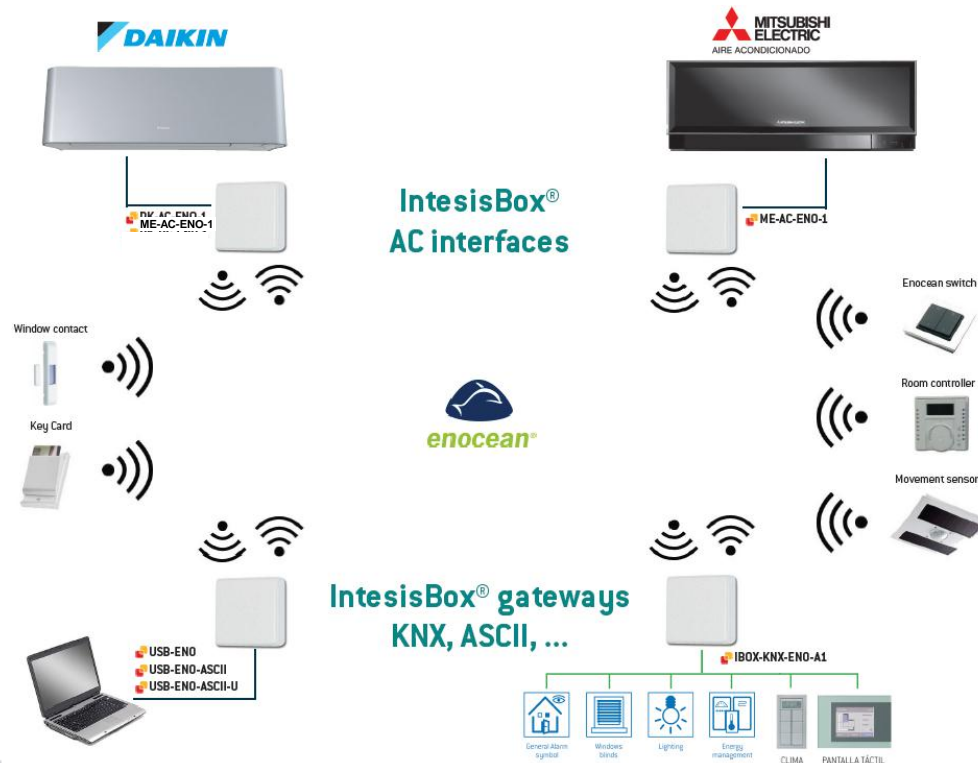 DAIKIN
MITSUBISHI
ELECTRIC
AIRE ACONDICIONADO
ME-AC-ENO-1
IntesisBox®
AC interfaces
ME-AC-ENO-1
Enocean switch
Window contact
Room controller
Key Card
enocean®
Movement sensor
IntesisBox® gateways
KNX, ASCII, ...
USB-ENO
USB-ENO-ASCII
USB-ENO-ASCII-U
IBOX-KNX-ENO-A1
General Alarm
symbol
Windows
blinds
Lighting
Energy
management
CLIMA
PANTALLA TÁCTIL